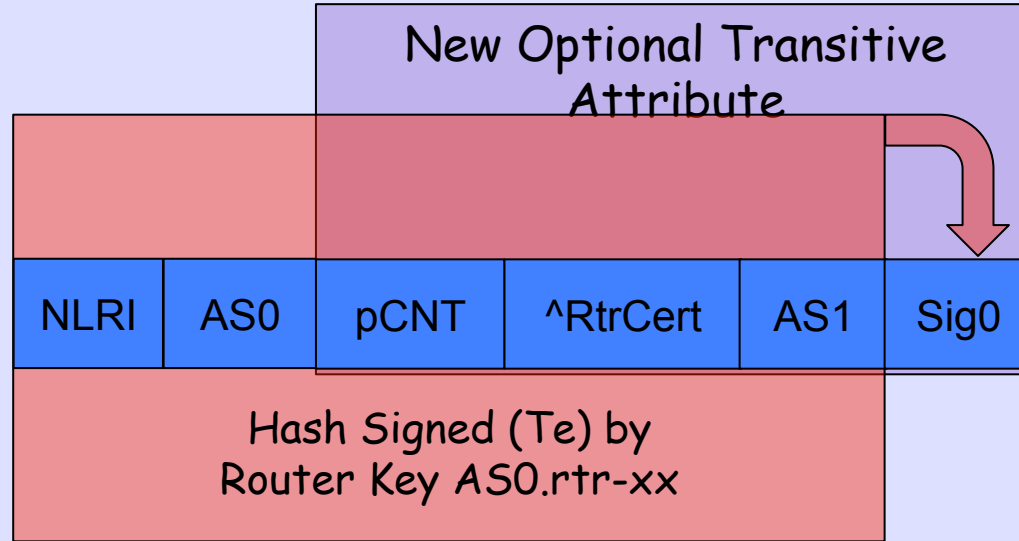 New Optional Transitive
Attribute
NLRI AS0 pCNT ^RtrCert AS1 Sig0
Hash Signed (Te) by
Router Key AS0.rtr-xx